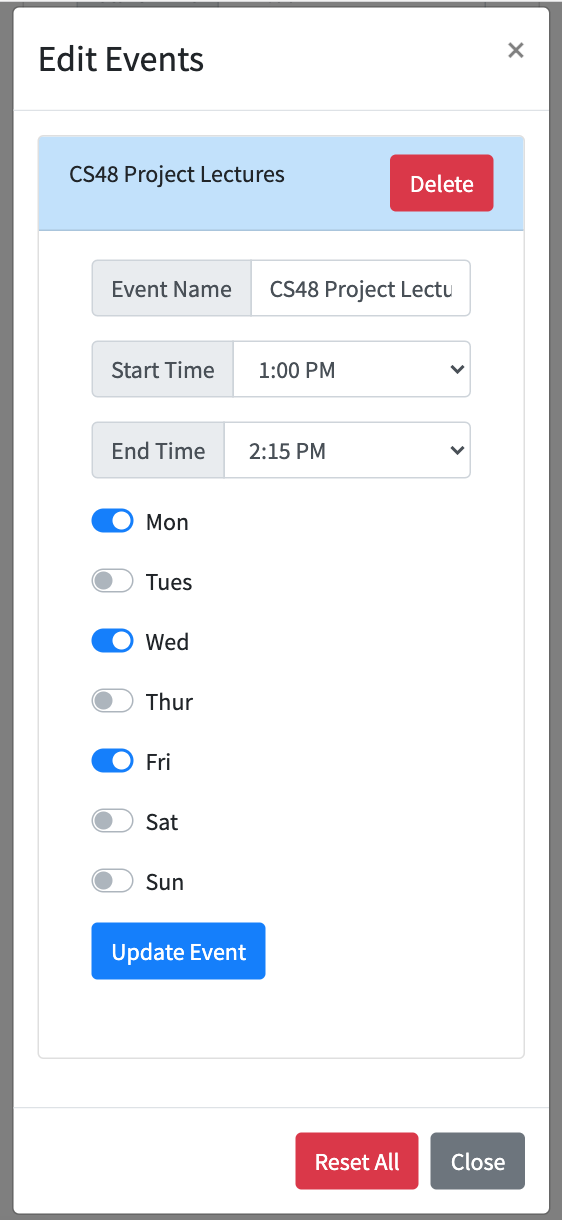 Edit Events ×
CS48 Project Lectures Delete
Event Name CS48 Project Lectu
Start Time 1:00 PM
End Time 2:15 PM
Mon
Tues
Wed
Thur
Fri
Sat
Sun
Update Event
Reset All Close